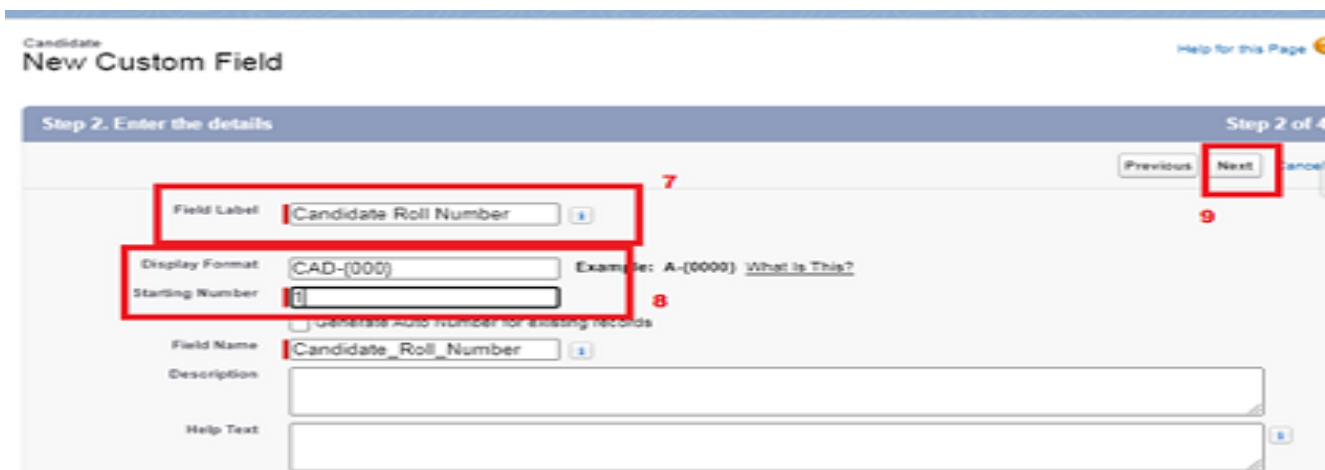 Candidate
New Custom Field
Help for this Page
Step 2. Enter the details
Step 2 of 4
Previous Next Cancel
7
9
Field Label Candidate Roll Number
Display Format CAD-{000} Example: A-{0000} What Is This?
Starting Number 1
8
Generate Auto Number for existing records
Field Name Candidate_Roll_Number
Description
Help Text